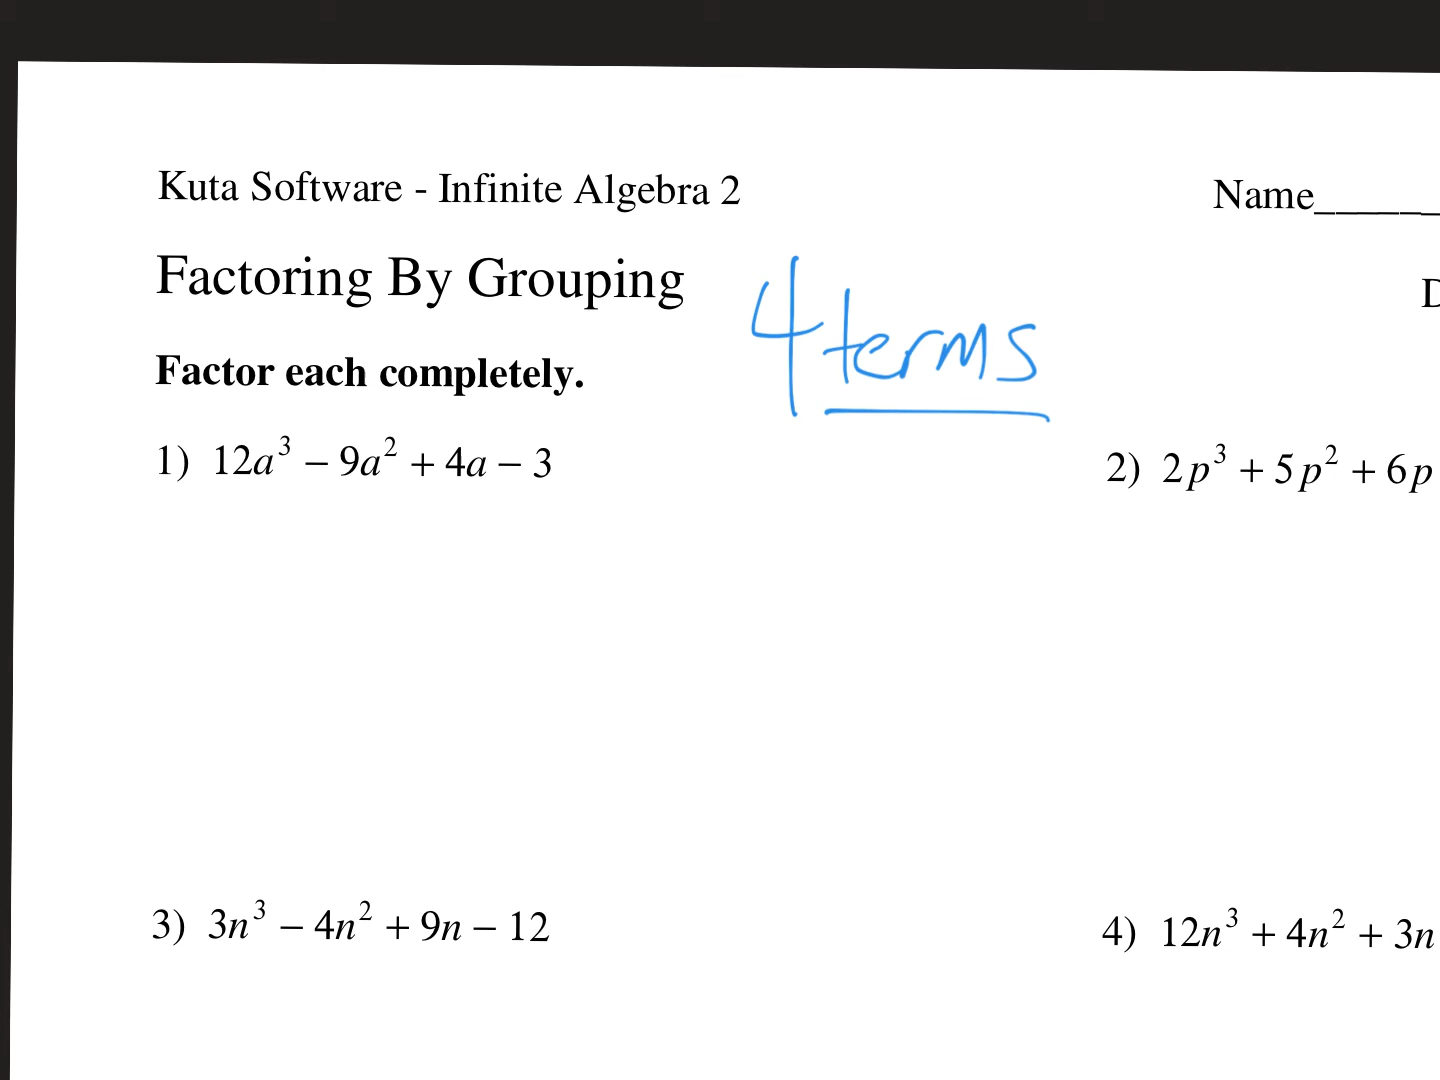 Kuta Software - Infinite Algebra 2
Name______
Factoring By Grouping
4 terms
D
Factor each completely.
1) 12a³ − 9a² + 4a − 3
2) 2p³ + 5p² + 6p
3) 3n³ − 4n² + 9n − 12
4) 12n³ + 4n² + 3n